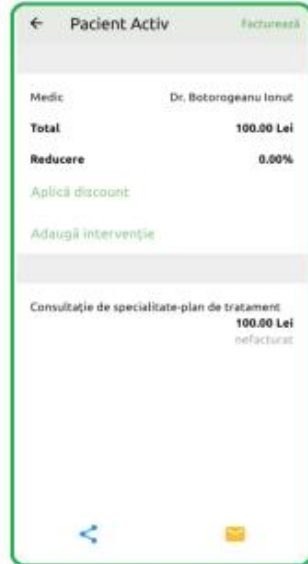 Pacient Activ Facturează
Medic Dr. Botorogeanu Ionut
Total 100.00 Lei
Reducere 0.00%
Aplică discount
Adaugă intervenție
Consultație de specialitate-plan de tratament
100.00 Lei
nefacturat